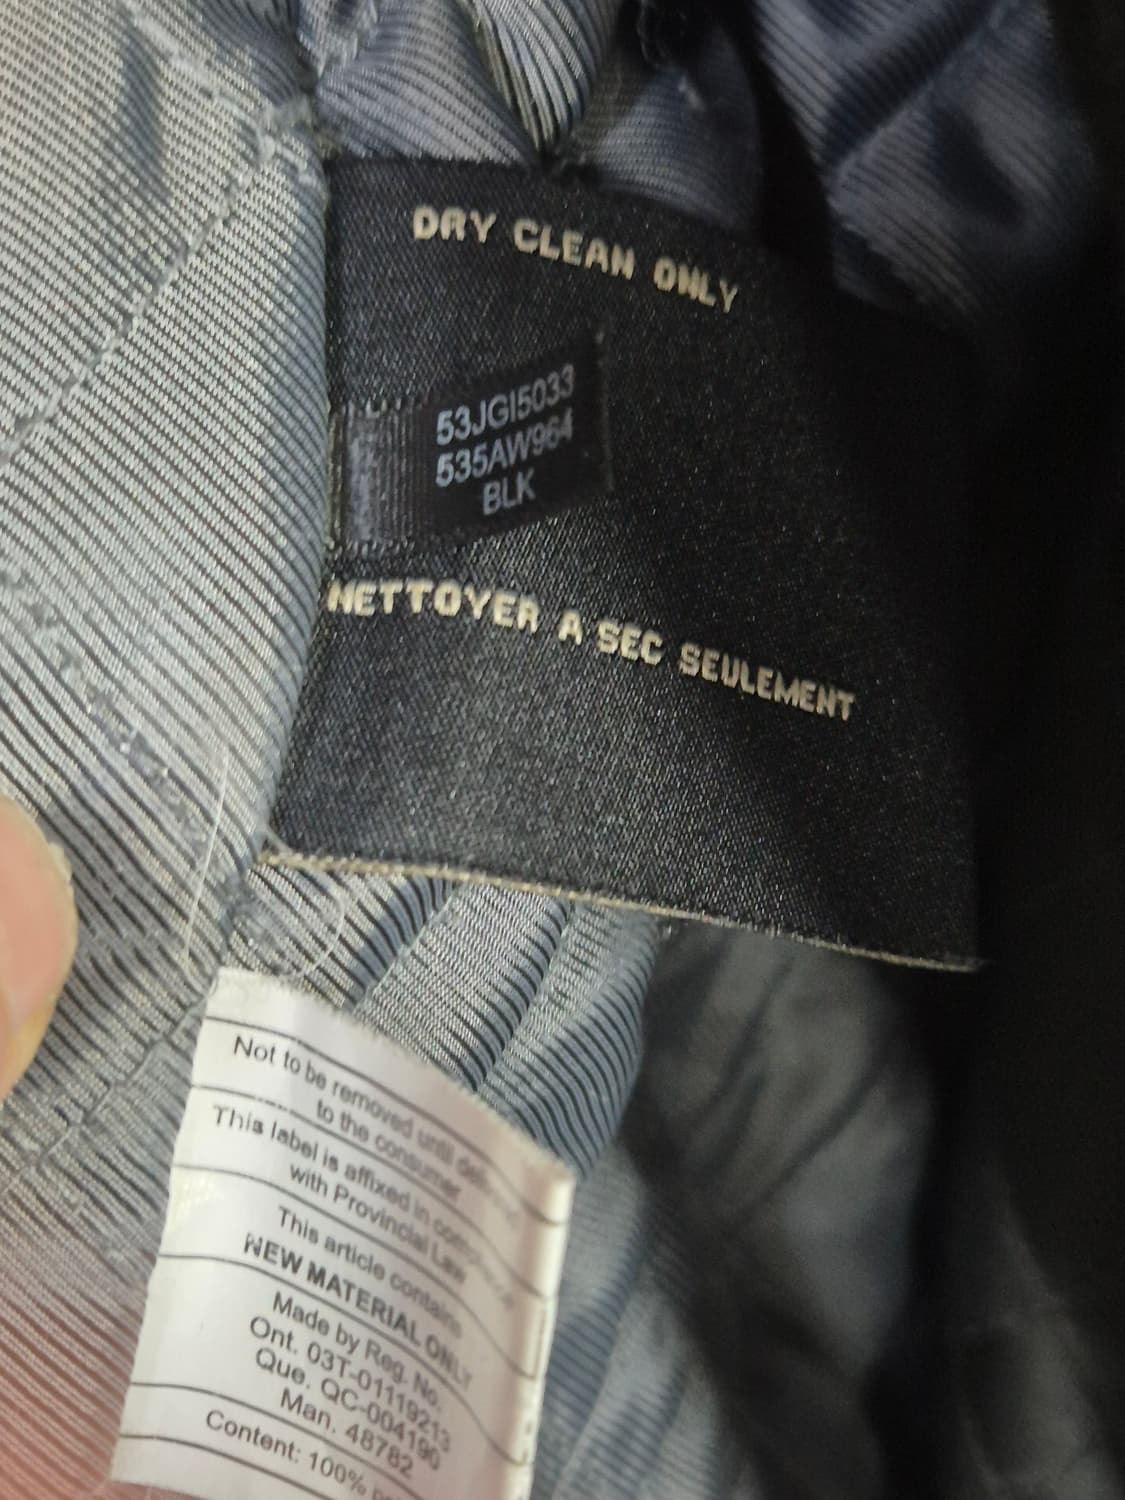 DRY CLEAN ONLY
53JGI5033
535AW964
BLK
NETTOYER A SEC SEULEMENT
Not to be removed until
to the consumer
This label is affixed in
with Provincial Law
This article contains
NEW MATERIAL ONLY
Made by Reg. No.
Ont. 03T-01119213
Que. QC-004190
Man. 48782
Content: 100%